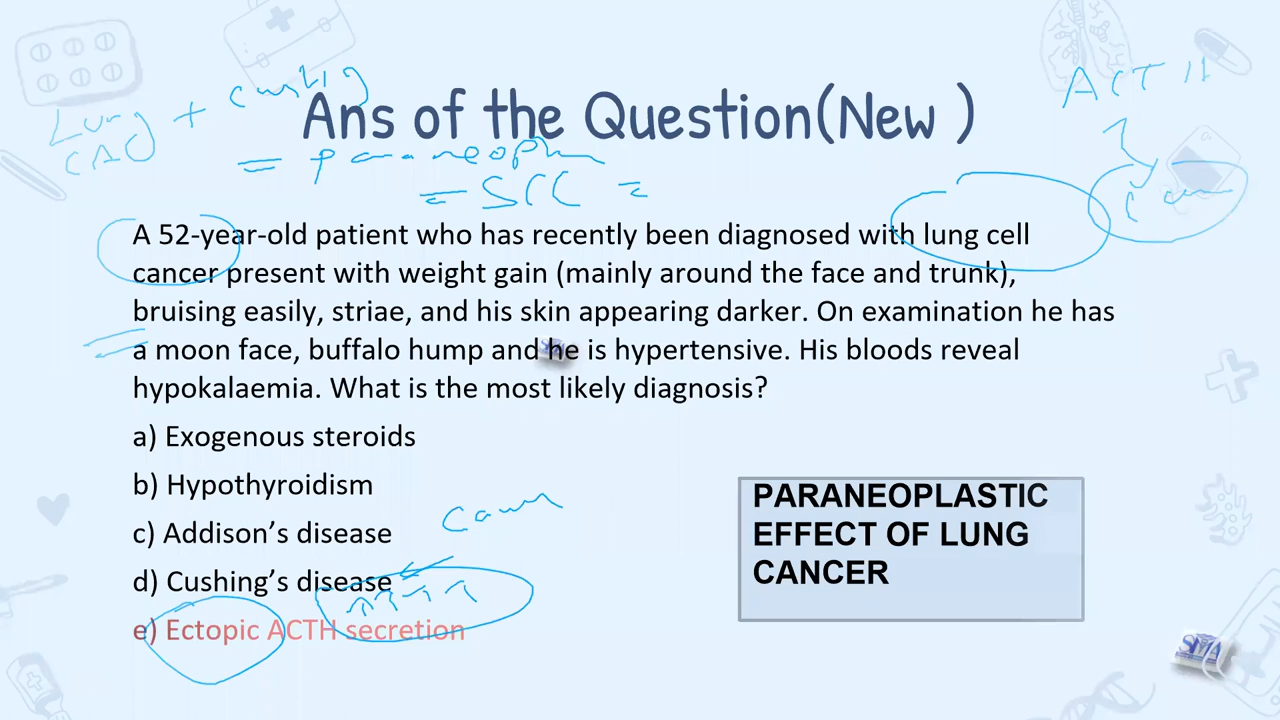 ACTH
Lung + cushig
(A)
Ans of the Question(New )
= paraneopla
= SCC =
A 52-year-old patient who has recently been diagnosed with lung cell
cancer present with weight gain (mainly around the face and trunk),
bruising easily, striae, and his skin appearing darker. On examination he has
a moon face, buffalo hump and he is hypertensive. His bloods reveal
hypokalaemia. What is the most likely diagnosis?
a) Exogenous steroids
b) Hypothyroidism
c) Addison’s disease
d) Cushing’s disease
e) Ectopic ACTH secretion
PARANEOPLASTIC
EFFECT OF LUNG
CANCER